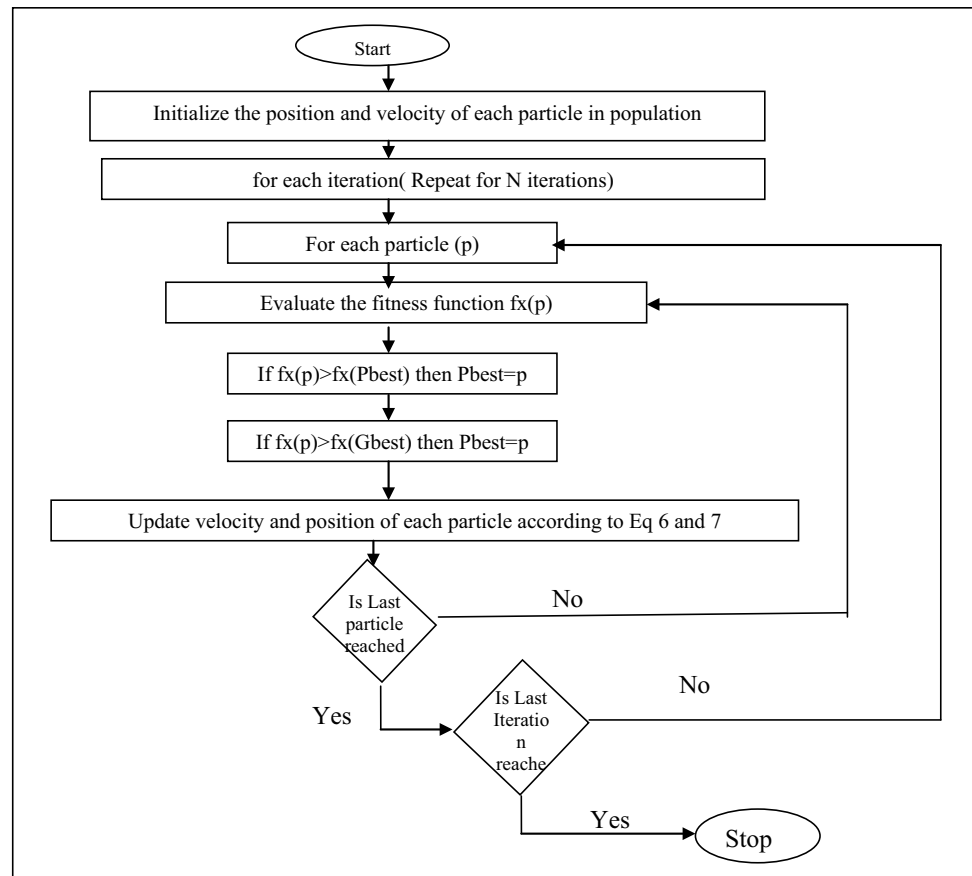 Start
Initialize the position and velocity of each particle in population
for each iteration( Repeat for N iterations)
For each particle (p)
Evaluate the fitness function fx(p)
If fx(p)>fx(Pbest) then Pbest=p
If fx(p)>fx(Gbest) then Pbest=p
Update velocity and position of each particle according to Eq 6 and 7
Is Last
particle
reached
No
Yes
Is Last
Iteratio
n
reache
No
Yes
Stop